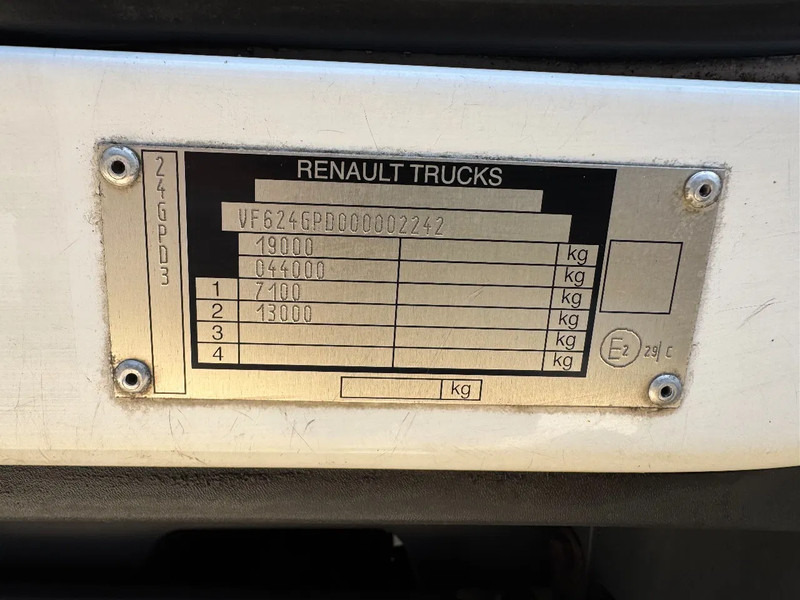 24GPD3
RENAULT TRUCKS
VF624GPD000002242
19000 kg
044000 kg
1 7100 kg
2 13000 kg
3 kg
4 kg
kg
E2 29/C